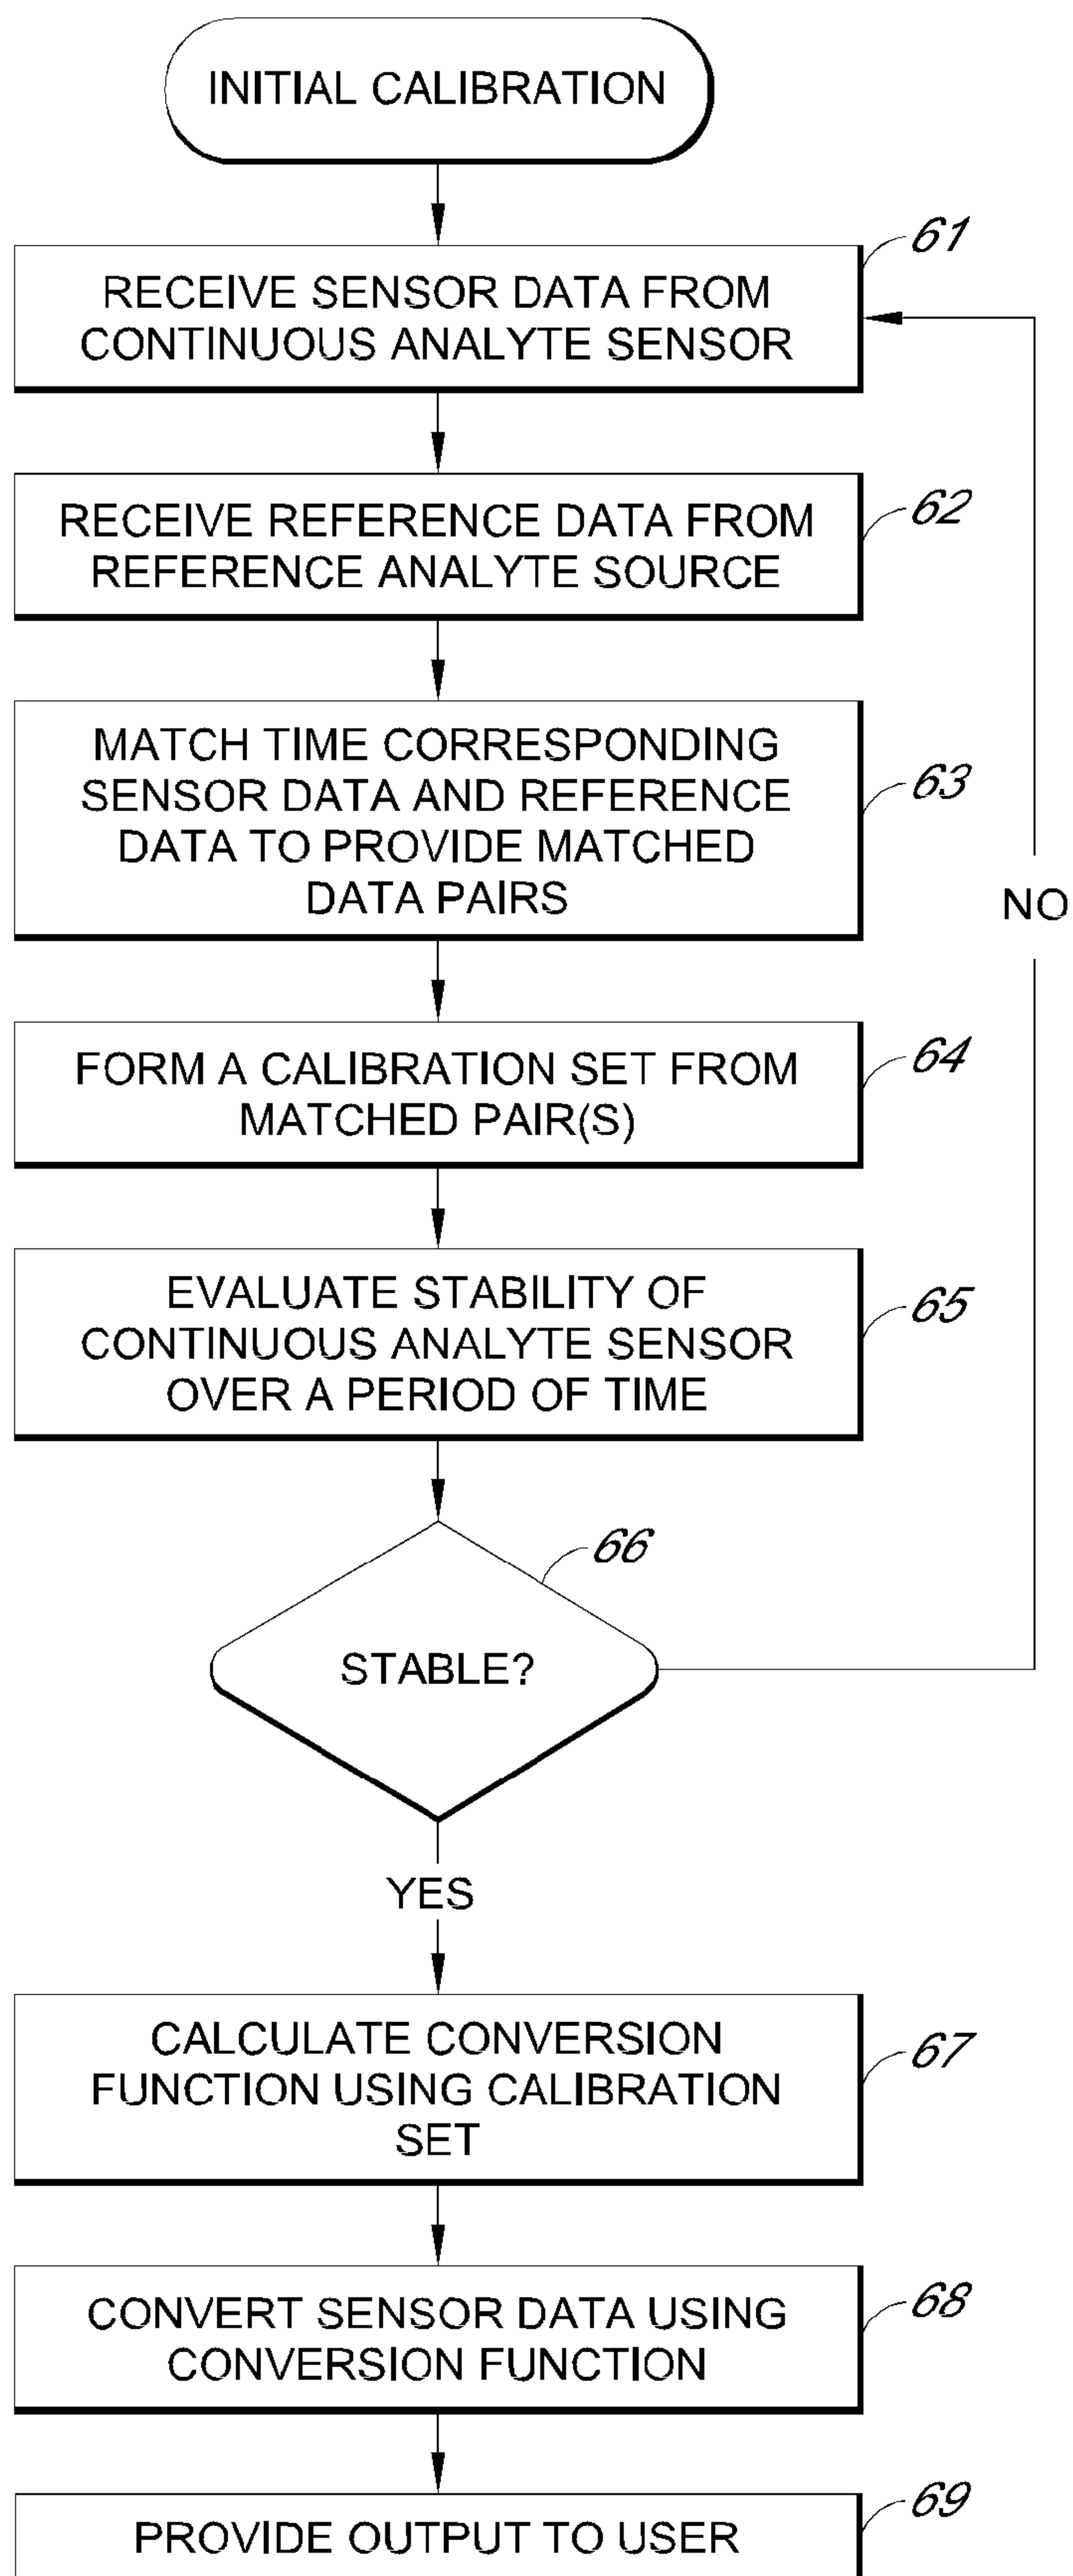 INITIAL CALIBRATION
61
RECEIVE SENSOR DATA FROM
CONTINUOUS ANALYTE SENSOR
62
RECEIVE REFERENCE DATA FROM
REFERENCE ANALYTE SOURCE
63
MATCH TIME CORRESPONDING
SENSOR DATA AND REFERENCE
DATA TO PROVIDE MATCHED
DATA PAIRS
NO
64
FORM A CALIBRATION SET FROM
MATCHED PAIR(S)
65
EVALUATE STABILITY OF
CONTINUOUS ANALYTE SENSOR
OVER A PERIOD OF TIME
66
STABLE?
YES
67
CALCULATE CONVERSION
FUNCTION USING CALIBRATION
SET
68
CONVERT SENSOR DATA USING
CONVERSION FUNCTION
69
PROVIDE OUTPUT TO USER